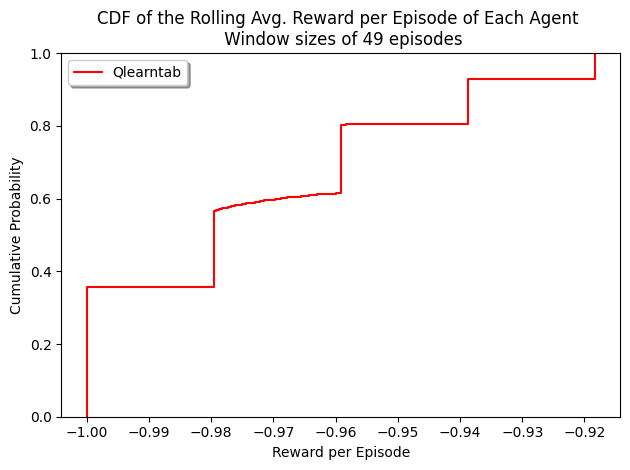 CDF of the Rolling Avg. Reward per Episode of Each Agent
Window sizes of 49 episodes
Qlearntab
Cumulative Probability
1.0
0.8
0.6
0.4
0.2
0.0
−1.00 −0.99 −0.98 −0.97 −0.96 −0.95 −0.94 −0.93 −0.92
Reward per Episode